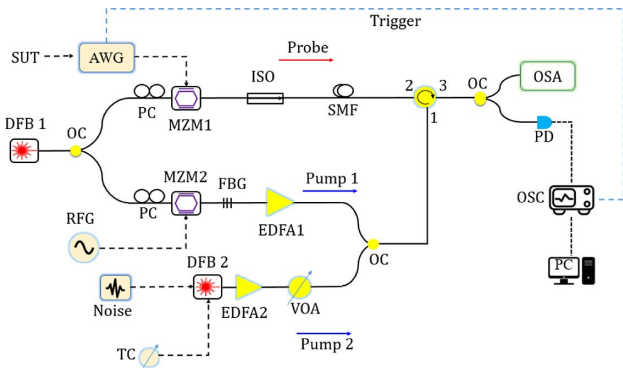 Trigger
SUT
AWG
Probe
ISO
2
3
OC
OSA
PC
MZM1
SMF
1
DFB 1
OC
PD
MZM2
FBG
Pump 1
OSC
RFG
PC
EDFA1
DFB 2
OC
PC
Noise
EDFA2
VOA
TC
Pump 2